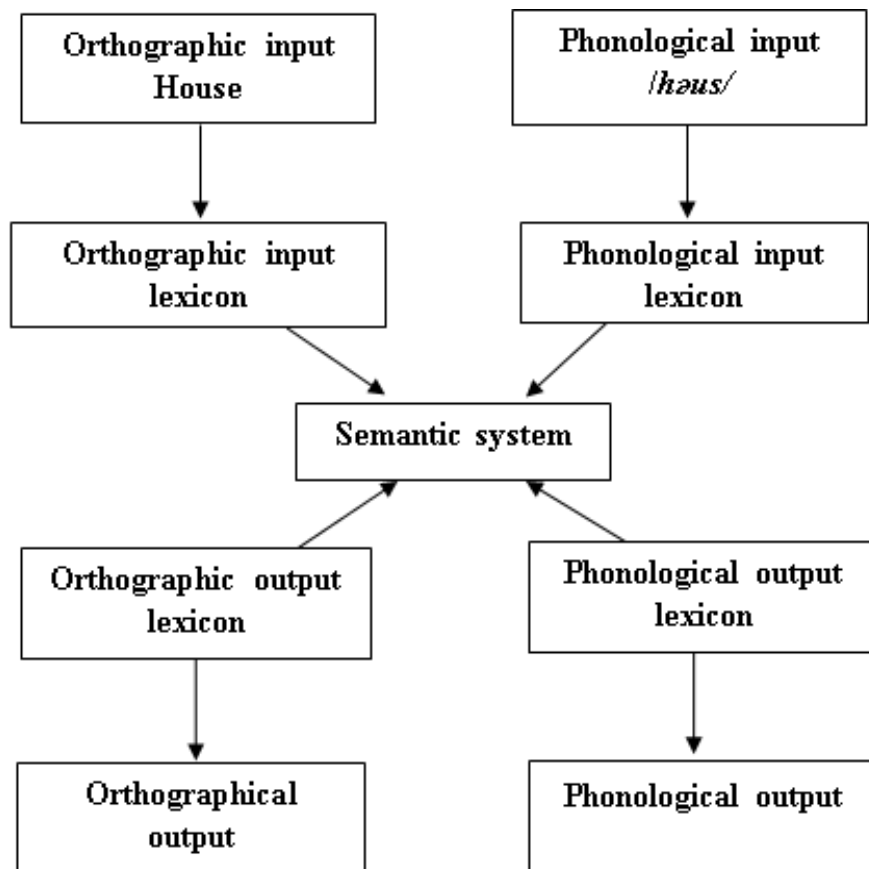 Orthographic input
House
Phonological input
/həus/
Orthographic input
lexicon
Phonological input
lexicon
Semantic system
Orthographic output
lexicon
Phonological output
lexicon
Orthographical
output
Phonological output